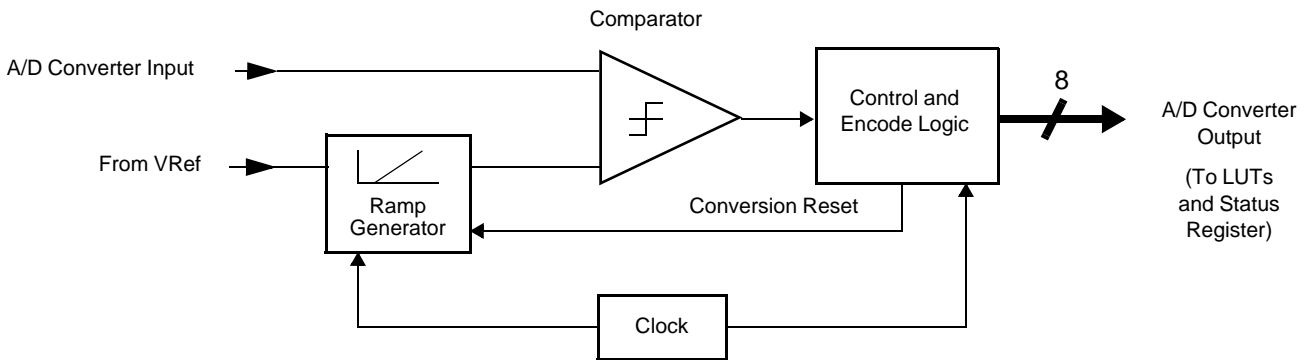 Comparator
A/D Converter Input
Control and
Encode Logic
8
A/D Converter
Output
(To LUTs
and Status
Register)
From VRef
Ramp
Generator
Conversion Reset
Clock